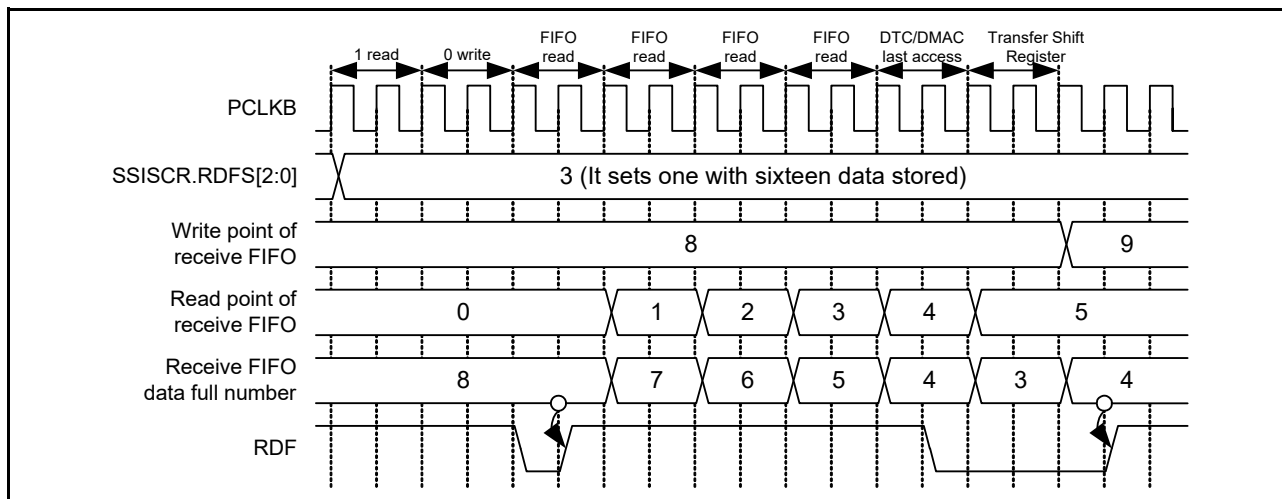 1 read
0 write
FIFO
read
FIFO
read
FIFO
read
FIFO
read
DTC/DMAC
last access
Transfer Shift
Register
PCLKB
SSISCR.RDFS[2:0]
3 (It sets one with sixteen data stored)
Write point of
receive FIFO
8
9
Read point of
receive FIFO
0
1
2
3
4
5
Receive FIFO
data full number
8
7
6
5
4
3
4
RDF